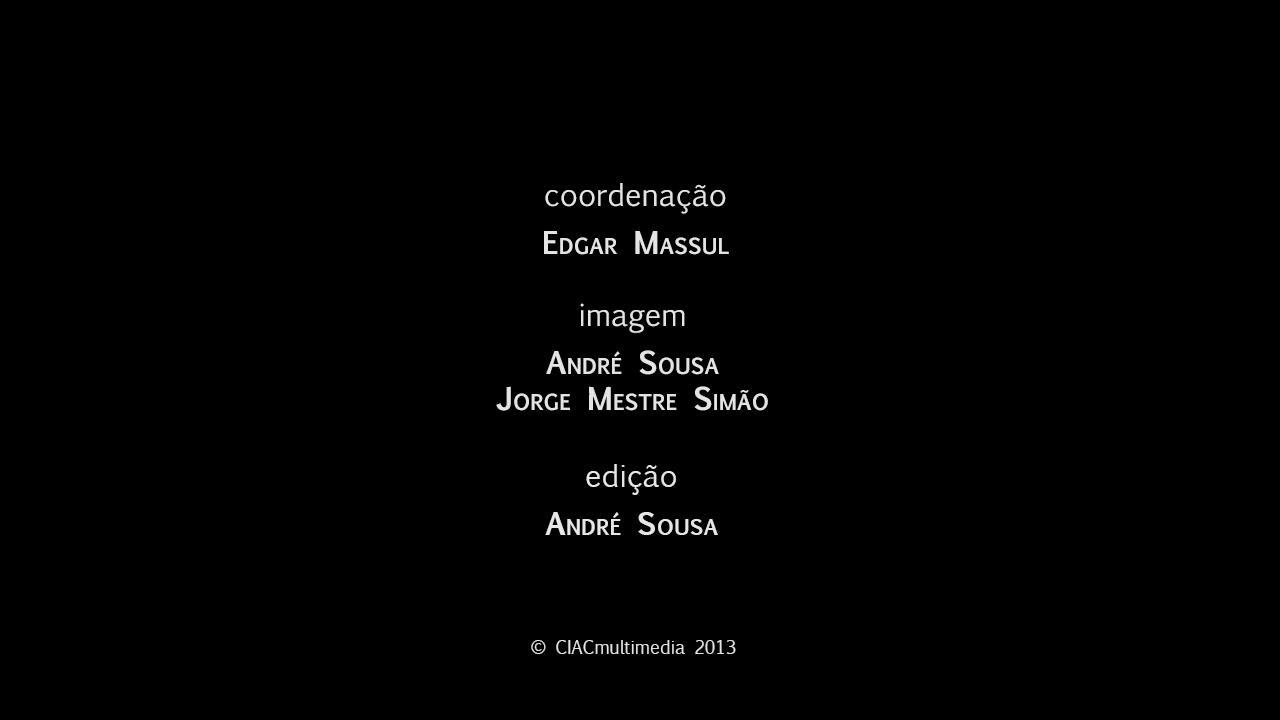 coordenação
Edgar Massul
imagem
André Sousa
Jorge Mestre Simão
edição
André Sousa
© CIACmultimedia 2013